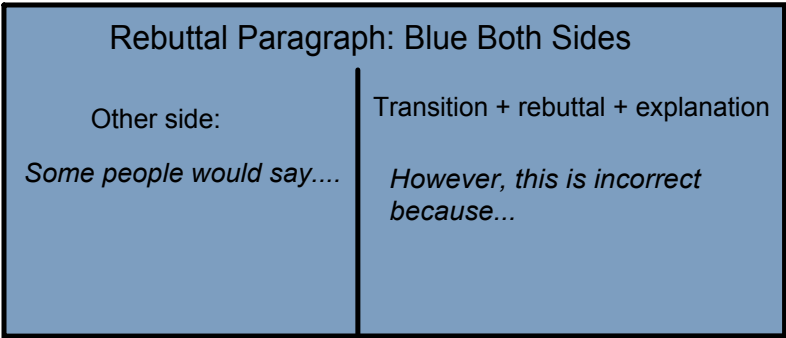 Rebuttal Paragraph: Blue Both Sides
Other side:
Some people would say....
Transition + rebuttal + explanation
However, this is incorrect
because...